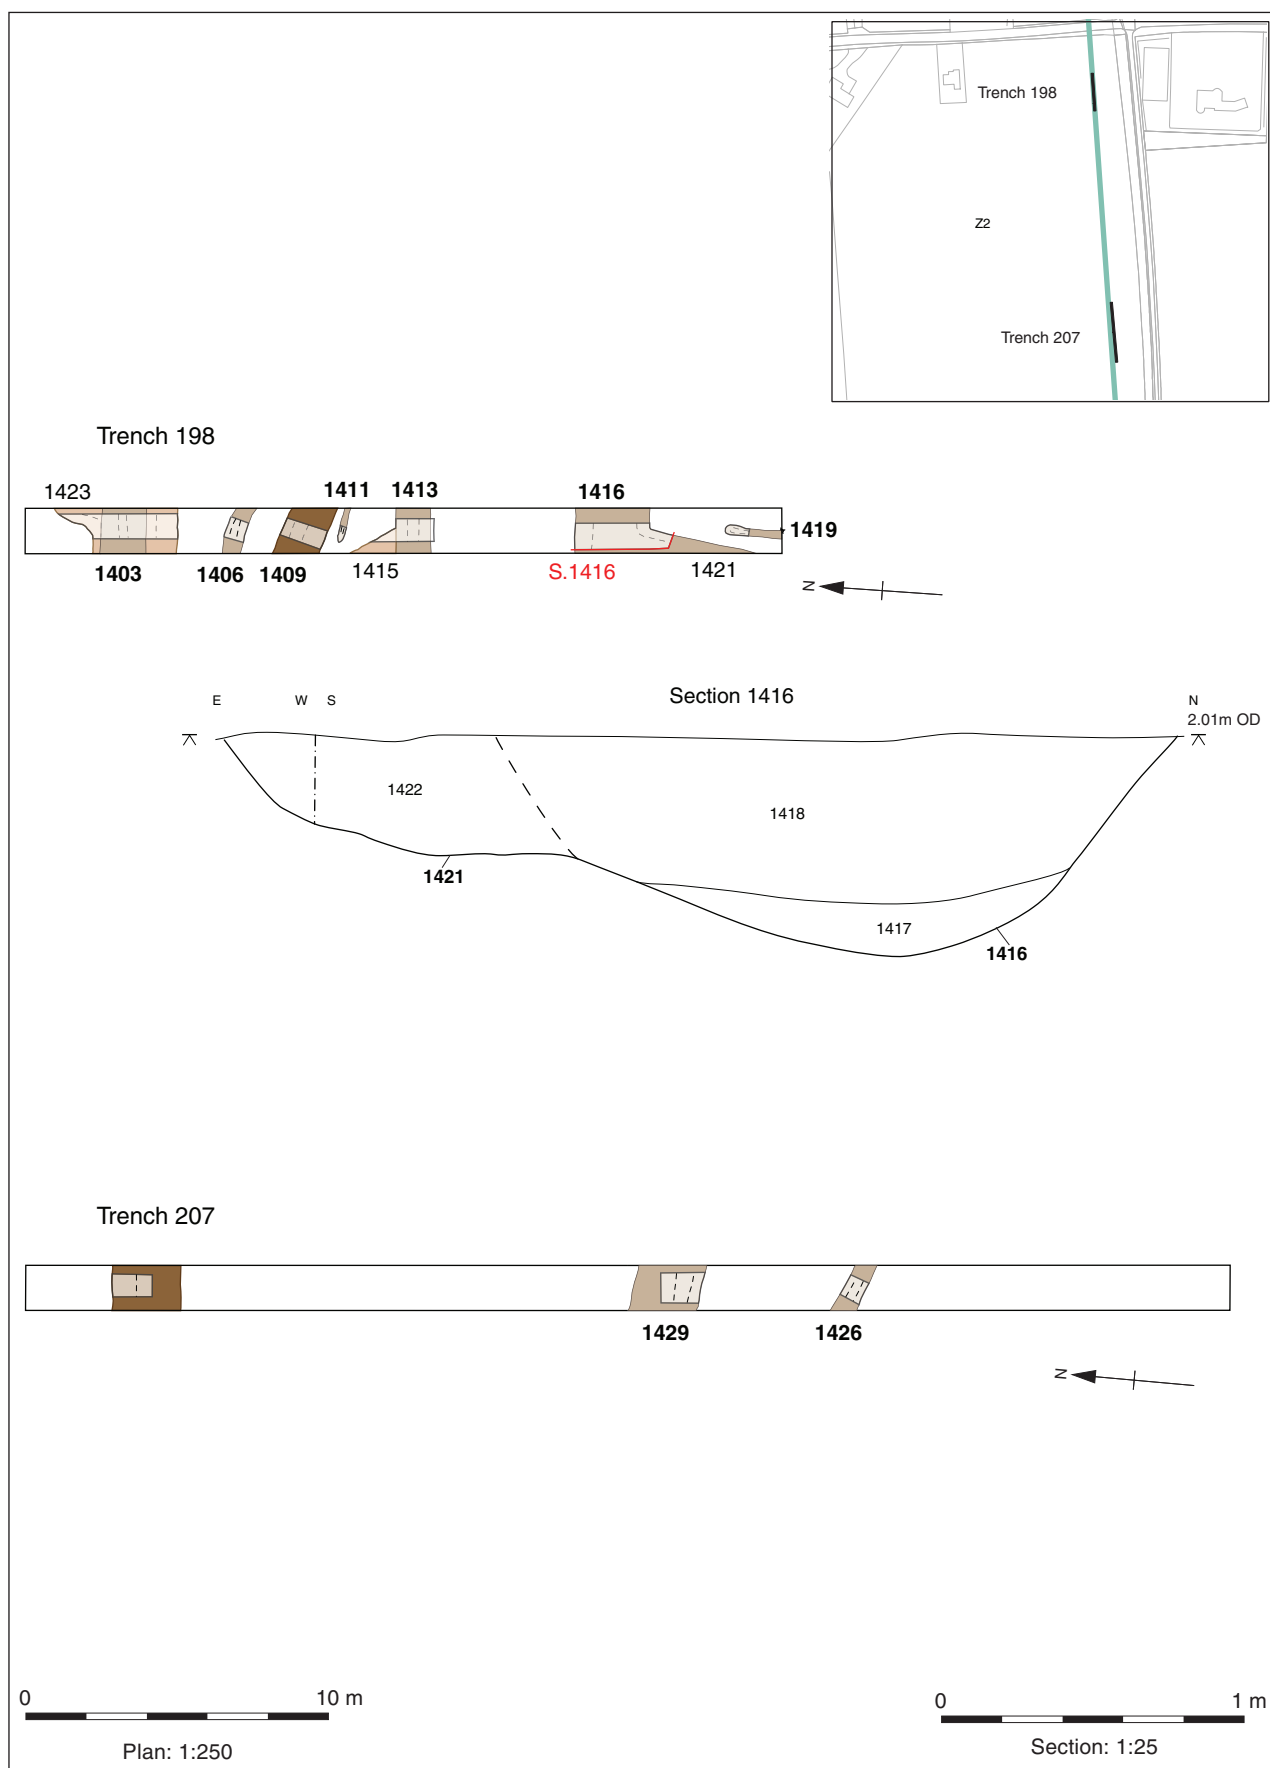 Trench 198
Z2
Trench 207
Trench 198
1423
1411 1413 1416
1419
1403 1406 1409 1415 S.1416 1421
N
E W S Section 1416 N
2.01m OD
1422
1418
1421
1417
1416
Trench 207
1429 1426
N
0 10 m
Plan: 1:250
0 1 m
Section: 1:25